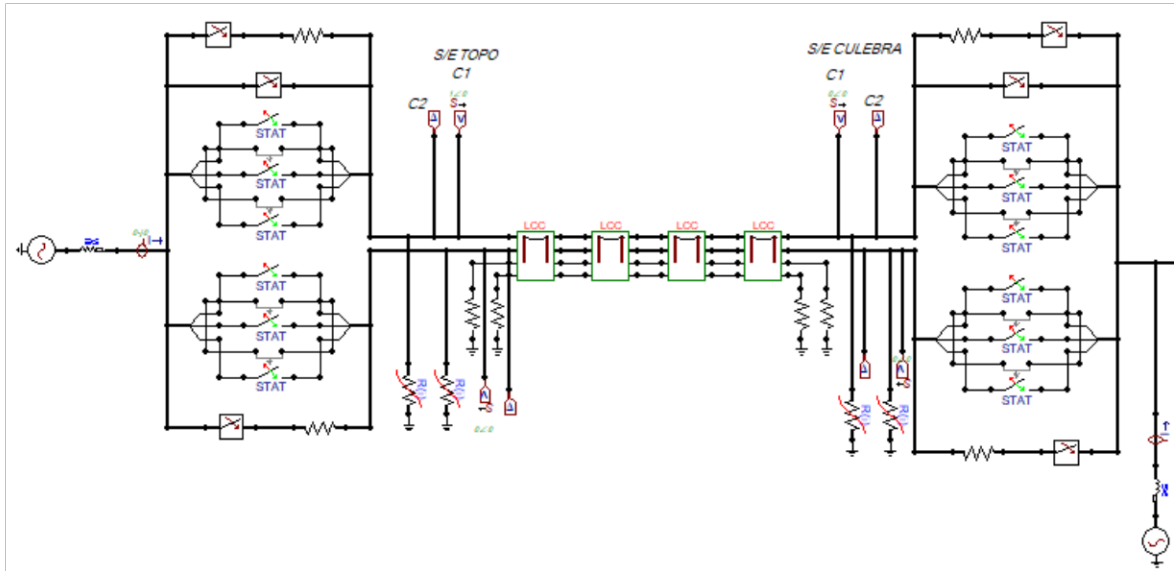 S/E TOPO
C1
C2
S
V
V
S/E CULEBRA
C1
C2
S
V
V
STAT
STAT
STAT
STAT
STAT
STAT
LCC
LCC
LCC
LCC
I
STAT
STAT
STAT
STAT
STAT
STAT
R(i)
R(i)
V
S
V
V
V
S
R(i)
R(i)
I